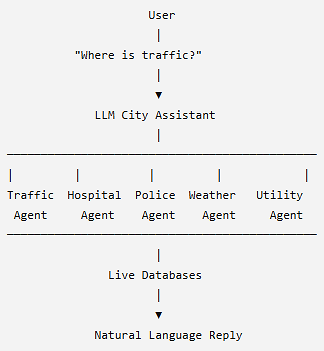 User
"Where is traffic?"
LLM City Assistant
Traffic Hospital Police Weather Utility
Agent Agent Agent Agent Agent
Live Databases
Natural Language Reply